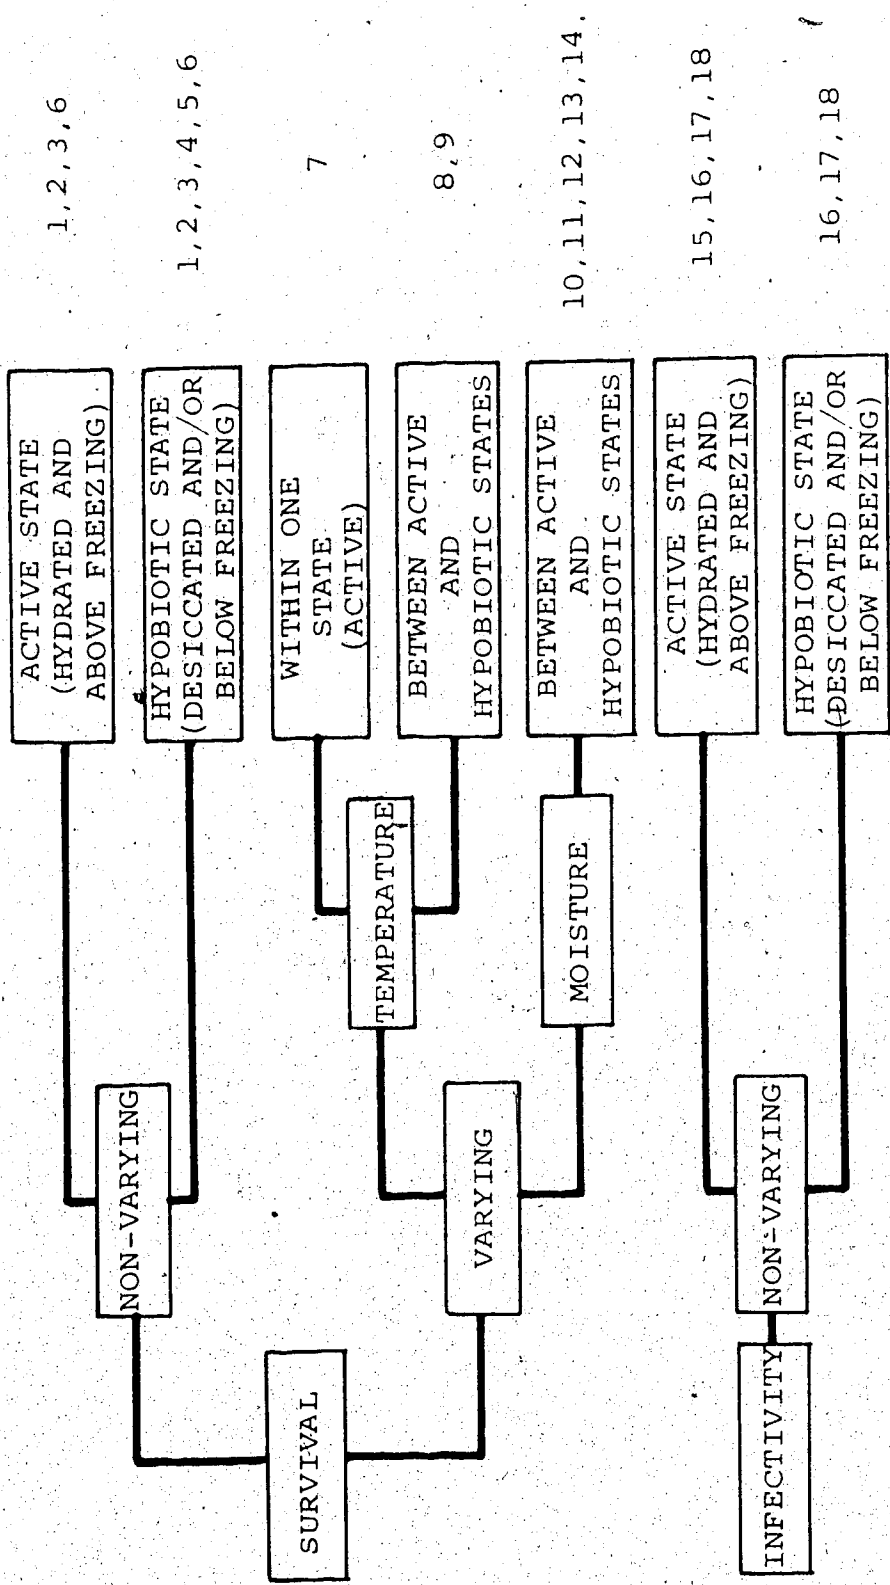 SURVIVAL
NON-VARYING
ACTIVE STATE
(HYDRATED AND
ABOVE FREEZING)
1,2,3,6
HYPOBIOTIC STATE
(DESICCATED AND/OR
BELOW FREEZING)
1,2,3,4,5,6
VARYING
TEMPERATURE
WITHIN ONE
STATE
(ACTIVE)
7
BETWEEN ACTIVE
AND
HYPOBIOTIC STATES
8,9
MOISTURE
BETWEEN ACTIVE
AND
HYPOBIOTIC STATES
10,11,12,13,14.
INFECTIVITY
NON-VARYING
ACTIVE STATE
(HYDRATED AND
ABOVE FREEZING)
15,16,17,18
HYPOBIOTIC STATE
(DESICCATED AND/OR
BELOW FREEZING)
16,17,18